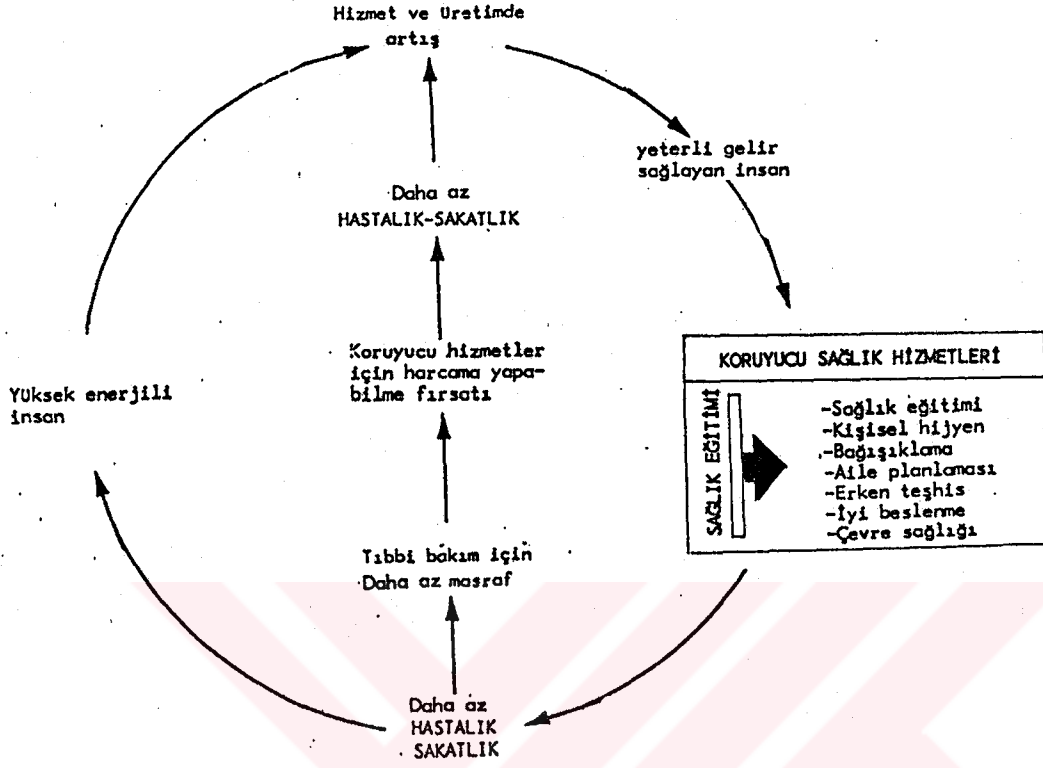 Hizmet ve Üretimde
artış
yeterli gelir
sağlayan insan
Daha az
HASTALIK-SAKATLIK
KORUYUCU SAĞLIK HİZMETLERİ
SAĞLIK EĞİTİMİ
-Sağlık eğitimi
-Kişisel hijyen
-Bağışıklama
-Aile planlaması
-Erken teşhis
-İyi beslenme
-Çevre sağlığı
Koruyucu hizmetler
için harcama yapa-
bilme fırsatı
Yüksek enerjili
insan
Tıbbi bakım için
Daha az masraf
Daha az
HASTALIK
SAKATLIK